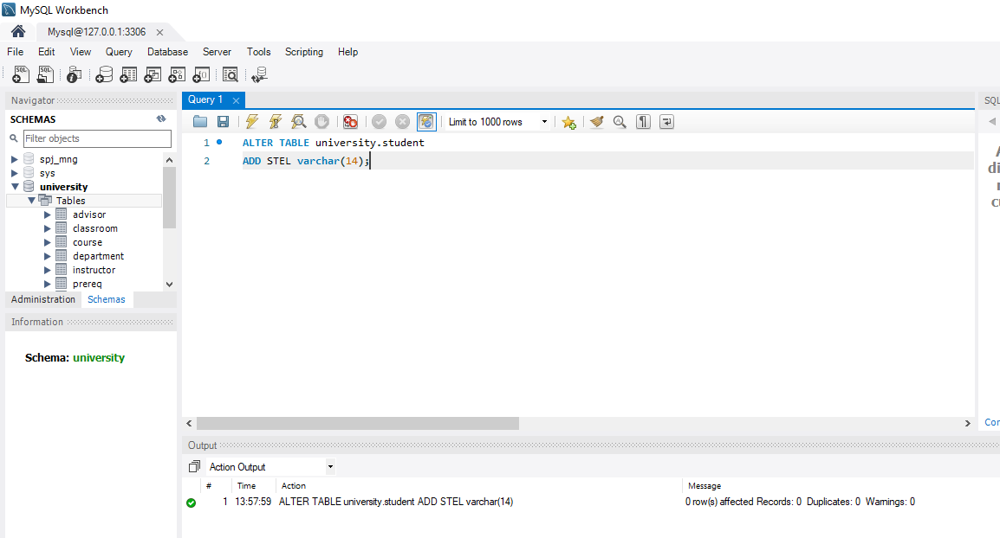 MySQL Workbench
Mysql@127.0.0.1:3306
File Edit View Query Database Server Tools Scripting Help
Navigator
SCHEMAS
Filter objects
spj_mng
sys
university
Tables
advisor
classroom
course
department
instructor
prereq
Administration Schemas
Information
Schema: university
Query 1
Limit to 1000 rows
1 ALTER TABLE university.student
2 ADD STEL varchar(14);
SQL
Output
Action Output
# Time Action Message
1 13:57:59 ALTER TABLE university.student ADD STEL varchar(14) 0 row(s) affected Records: 0 Duplicates: 0 Warnings: 0